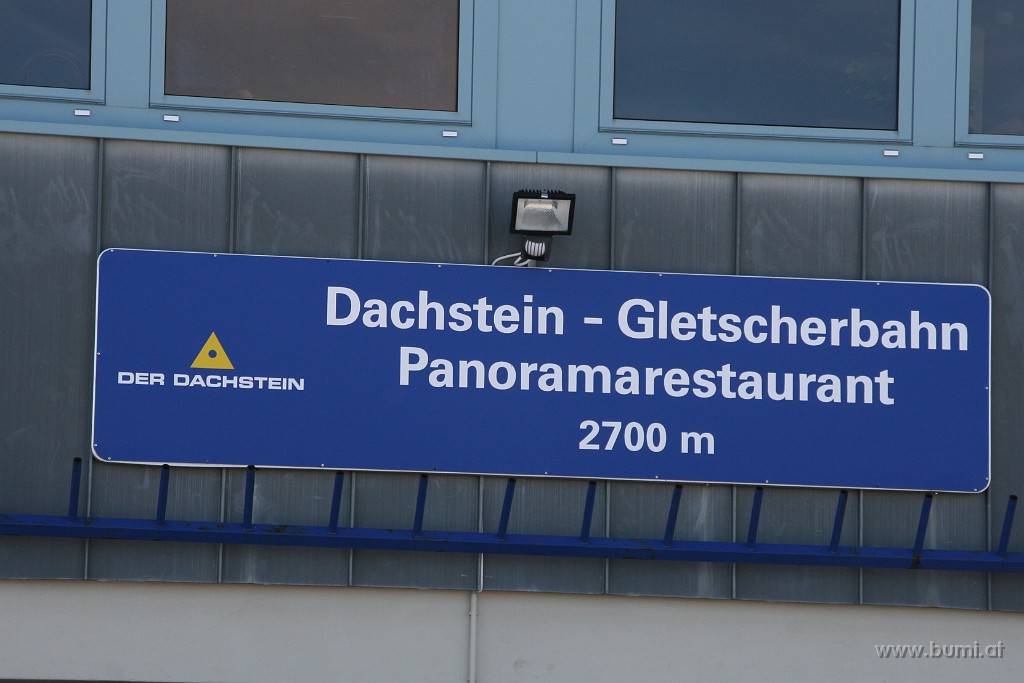 Dachstein - Gletscherbahn
Panoramarestaurant
2700 m
DER DACHSTEIN
www.bumi.at